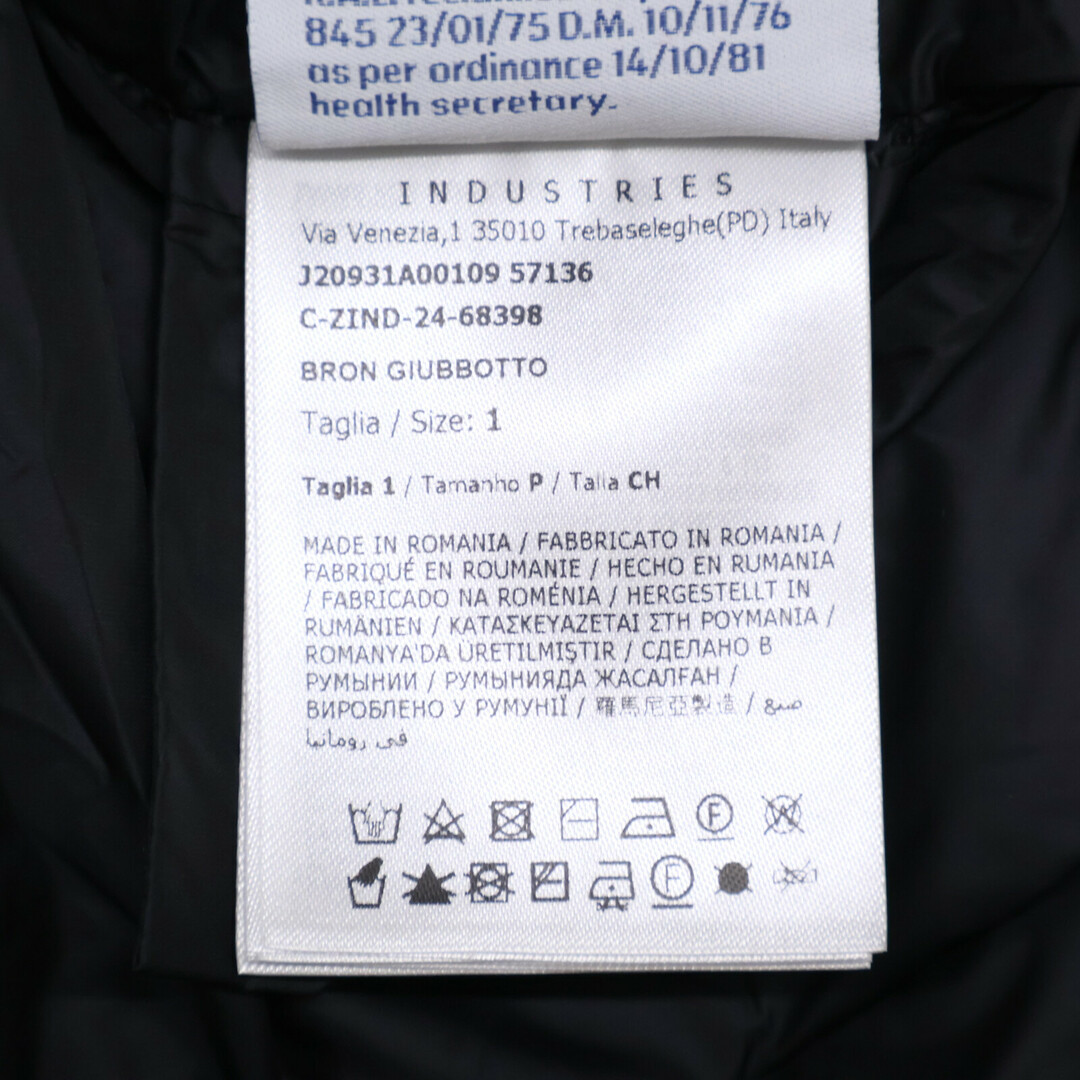 845 23/01/75 D.M. 10/11/76
as per ordinance 14/10/81
health secretary.
INDUSTRIES
Via Venezia,1 35010 Trebaseleghe(PD) Italy
J20931A00109 57136
C-ZIND-24-68398
BRON GIUBBOTTO
Taglia / Size: 1
Taglia 1 / Tamanho P / Talla CH
MADE IN ROMANIA / FABBRICATO IN ROMANIA /
FABRIQUÉ EN ROUMANIE / HECHO EN RUMANIA
/ FABRICADO NA ROMÉNIA / HERGESTELLT IN
RUMÄNIEN / ΚΑΤΑΣΚΕΥΑΖΕΤΑΙ ΣΤΗ ΡΟΥΜΑΝΙΑ /
ROMANYA'DA ÜRETILMIŞTIR / СДЕЛАНО В
РУМЫНИИ / РУМЫНИЯДА ЖАСАЛҒАН /
ВИРОБЛЕНО У РУМУНІЇ / 羅馬尼亞製造 / صنع
في رومانيا
F W
F